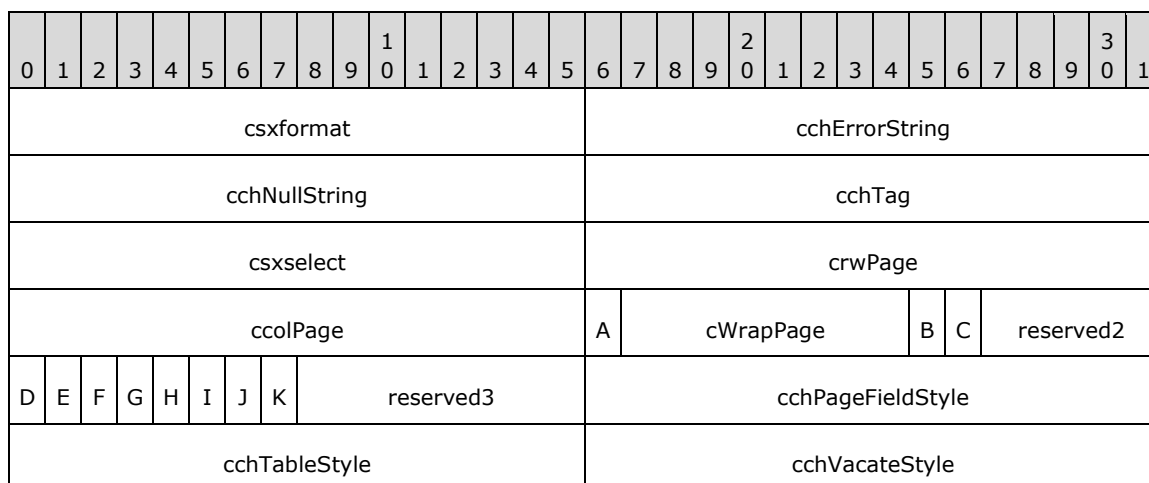 1 2 3
0 1 2 3 4 5 6 7 8 9 0 1 2 3 4 5 6 7 8 9 0 1 2 3 4 5 6 7 8 9 0 1
csxformat cchErrorString
cchNullString cchTag
csxselect crwPage
ccolPage A cWrapPage B C reserved2
D E F G H I J K reserved3 cchPageFieldStyle
cchTableStyle cchVacateStyle